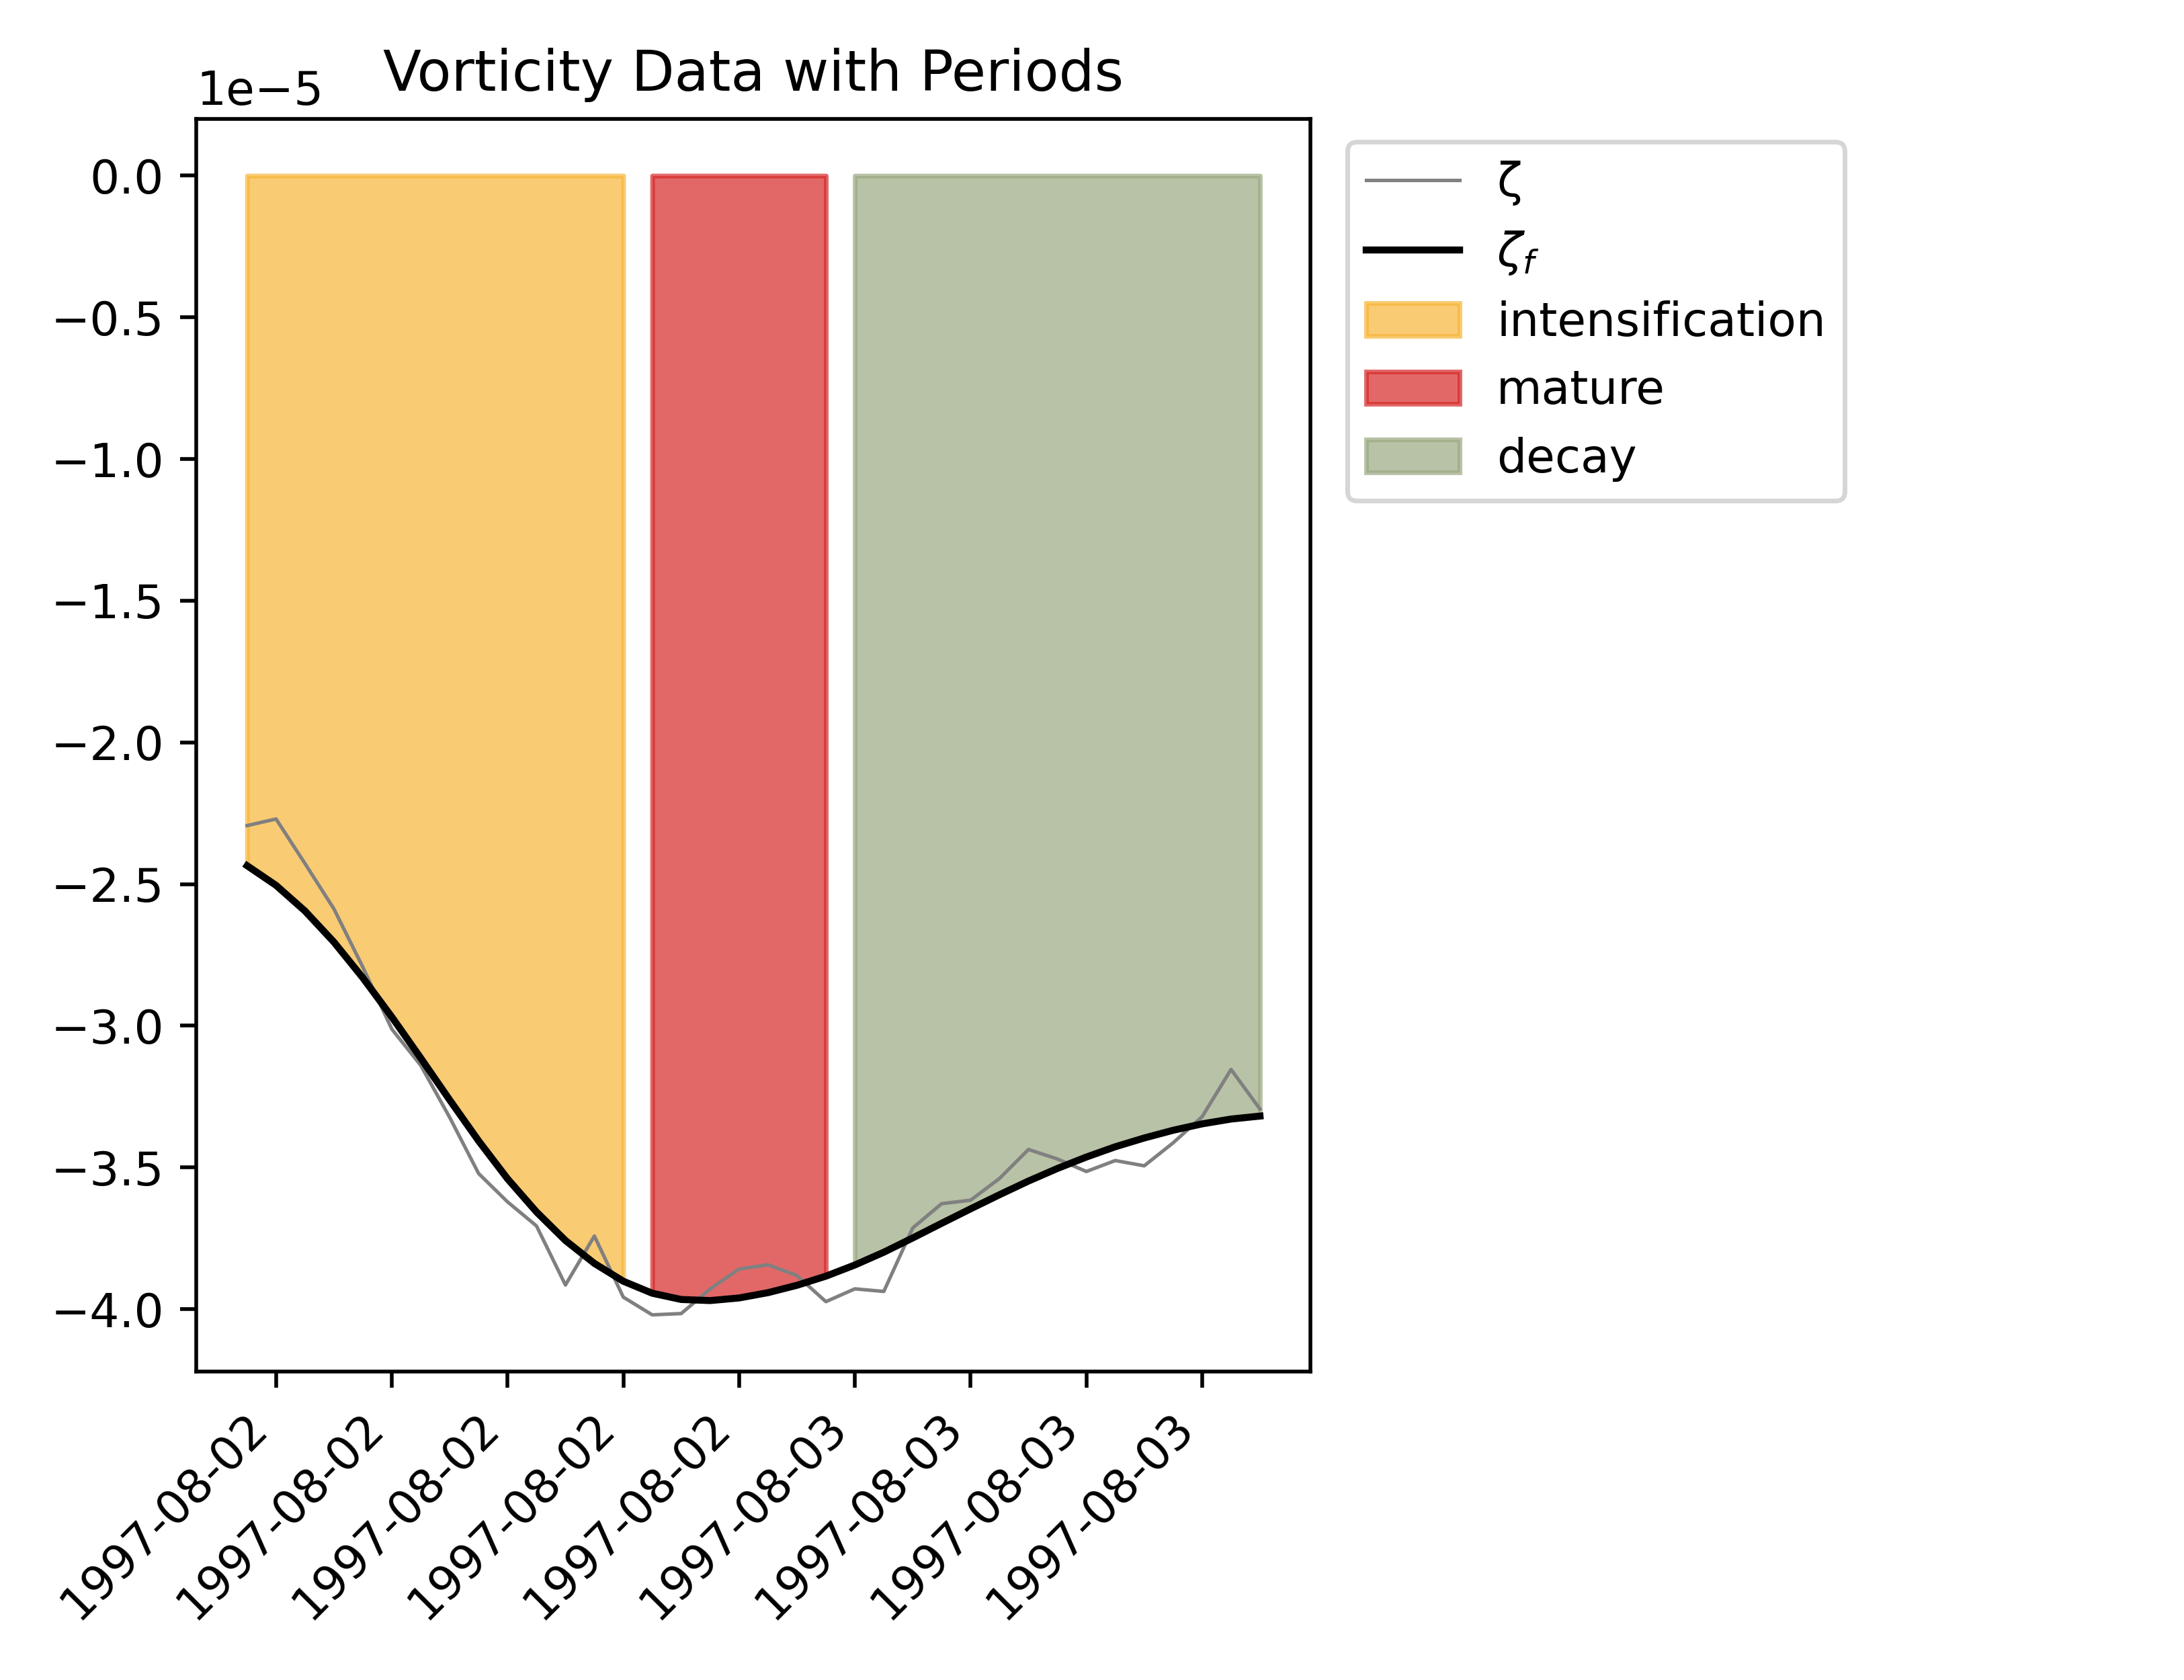 Vorticity Data with Periods
1e−5
0.0
−0.5
−1.0
−1.5
−2.0
−2.5
−3.0
−3.5
−4.0
1997-08-02
1997-08-02
1997-08-02
1997-08-02
1997-08-02
1997-08-03
1997-08-03
1997-08-03
1997-08-03
ζ
ζf
intensification
mature
decay